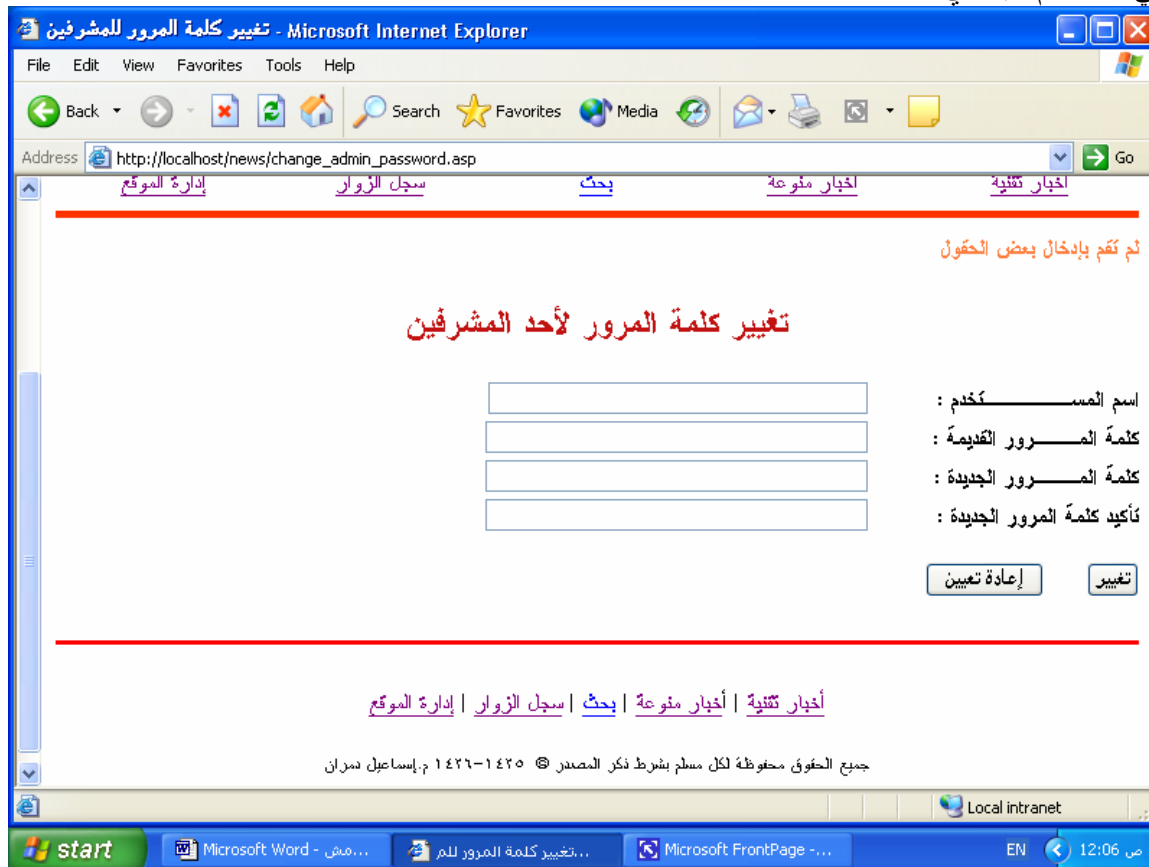 تغيير كلمة المرور للمشرفين - Microsoft Internet Explorer
File Edit View Favorites Tools Help
Back Search Favorites Media
Address http://localhost/news/change_admin_password.asp Go
أخبار تقنية أخبار منوعة بحث سجل الزوار إدارة الموقع
لم تقم بإدخال بعض الحقول
تغيير كلمة المرور لأحد المشرفين
اسم المســــــــــتخدم :
كلمة المـــــــرور القديمة :
كلمة المـــــــرور الجديدة :
تأكيد كلمة المرور الجديدة :
تغيير إعادة تعيين
أخبار تقنية | أخبار منوعة | بحث | سجل الزوار | إدارة الموقع
جميع الحقوق محفوظة لكل مسلم بشرط ذكر المصدر © ١٤٢٥-١٤٢٦ م.إسماعيل
Local intranet
start Microsoft Word - مش... تغيير كلمة المرور للم... Microsoft FrontPage -... EN 12:06 ص